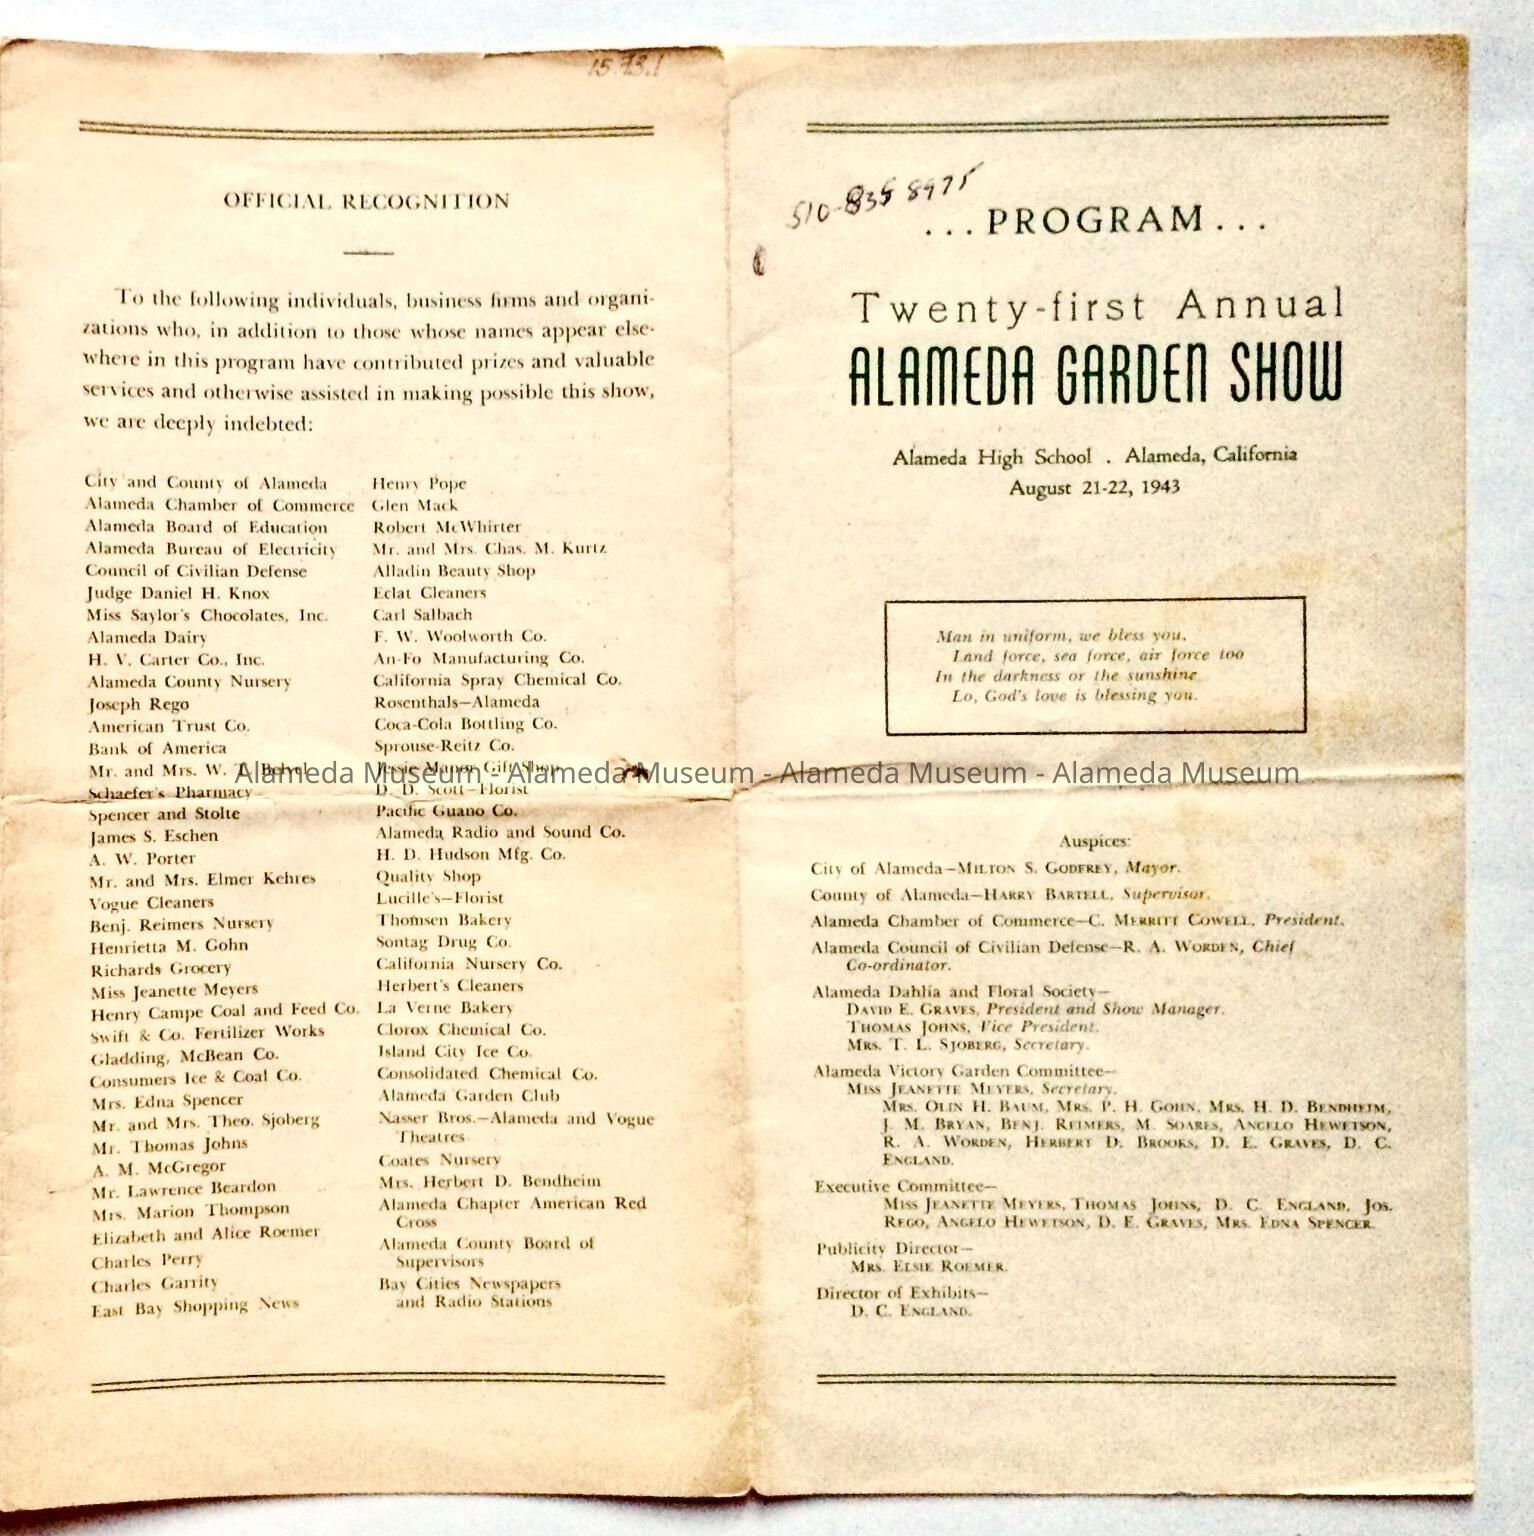 15.43.1
OFFICIAL RECOGNITION
To the following individuals, business firms and organi-
zations who, in addition to those whose names appear else-
where in this program have contributed prizes and valuable
services and otherwise assisted in making possible this show,
we are deeply indebted:
City and County of Alameda
Alameda Chamber of Commerce
Alameda Board of Education
Alameda Bureau of Electricity
Council of Civilian Defense
Judge Daniel H. Knox
Miss Saylor's Chocolates, Inc.
Alameda Dairy
H. V. Carter Co., Inc.
Alameda County Nursery
Joseph Rego
American Trust Co.
Bank of America
Mr. and Mrs. W.
Schaefer's Pharmacy
Spencer and Stolte
James S. Eschen
A. W. Porter
Mr. and Mrs. Elmer Kehres
Vogue Cleaners
Benj. Reimers Nursery
Henrietta M. Gohn
Richards Grocery
Miss Jeanette Meyers
Henry Campe Coal and Feed Co.
Swift & Co. Fertilizer Works
Gladding, McBean Co.
Consumers Ice & Coal Co.
Mrs. Edna Spencer
Mr. and Mrs. Theo. Sjoberg
Mr. Thomas Johns
A. M. McGregor
Mr. Lawrence Beardon
Mrs. Marion Thompson
Elizabeth and Alice Roemer
Charles Perry
Charles Garrity
East Bay Shopping News
Henry Pope
Glen Mack
Robert McWhirter
Mr. and Mrs. Chas. M. Kurtz
Alladin Beauty Shop
Eclat Cleaners
Carl Salbach
F. W. Woolworth Co.
An-Fo Manufacturing Co.
California Spray Chemical Co.
Rosenthals—Alameda
Coca-Cola Bottling Co.
Sprouse-Reitz Co.
Gift Shop
D. D. Scott—Florist
Pacific Guano Co.
Alameda Radio and Sound Co.
H. D. Hudson Mfg. Co.
Quality Shop
Lucille's—Florist
Thomsen Bakery
Sontag Drug Co.
California Nursery Co.
Herbert's Cleaners
La Verne Bakery
Clorox Chemical Co.
Island City Ice Co.
Consolidated Chemical Co.
Alameda Garden Club
Nasser Bros.—Alameda and Vogue
Theatres
Coates Nursery
Mrs. Herbert D. Bendheim
Alameda Chapter American Red
Cross
Alameda County Board of
Supervisors
Bay Cities Newspapers
and Radio Stations
510-835 8975
...PROGRAM...
Twenty-first Annual
ALAMEDA GARDEN SHOW
Alameda High School . Alameda, California
August 21-22, 1943
Man in uniform, we bless you,
Land force, sea force, air force too
In the darkness or the sunshine
Lo, God's love is blessing you.
Alameda Museum - Alameda Museum - Alameda Museum - Alameda Museum
Auspices:
City of Alameda—MILTON S. GODFREY, Mayor.
County of Alameda—HARRY BARTELL, Supervisor.
Alameda Chamber of Commerce—C. MERRITT COWELL, President.
Alameda Council of Civilian Defense—R. A. WORDEN, Chief
Co-ordinator.
Alameda Dahlia and Floral Society—
DAVID E. GRAVES, President and Show Manager.
THOMAS JOHNS, Vice President.
MRS. T. L. SJOBERG, Secretary.
Alameda Victory Garden Committee—
MISS JEANETTE MEYERS, Secretary.
MRS. OLIN H. BAUM, MRS. P. H. GOHN, MRS. H. D. BENDHEIM,
J. M. BRYAN, BENJ. REIMERS, M. SOARES, ANGELO HEWETSON,
R. A. WORDEN, HERBERT D. BROOKS, D. E. GRAVES, D. C.
ENGLAND.
Executive Committee—
MISS JEANETTE MEYERS, THOMAS JOHNS, D. C. ENGLAND, JOS.
REGO, ANGELO HEWETSON, D. E. GRAVES, MRS. EDNA SPENCER.
Publicity Director—
MRS. ELSIE ROEMER.
Director of Exhibits—
D. C. ENGLAND.